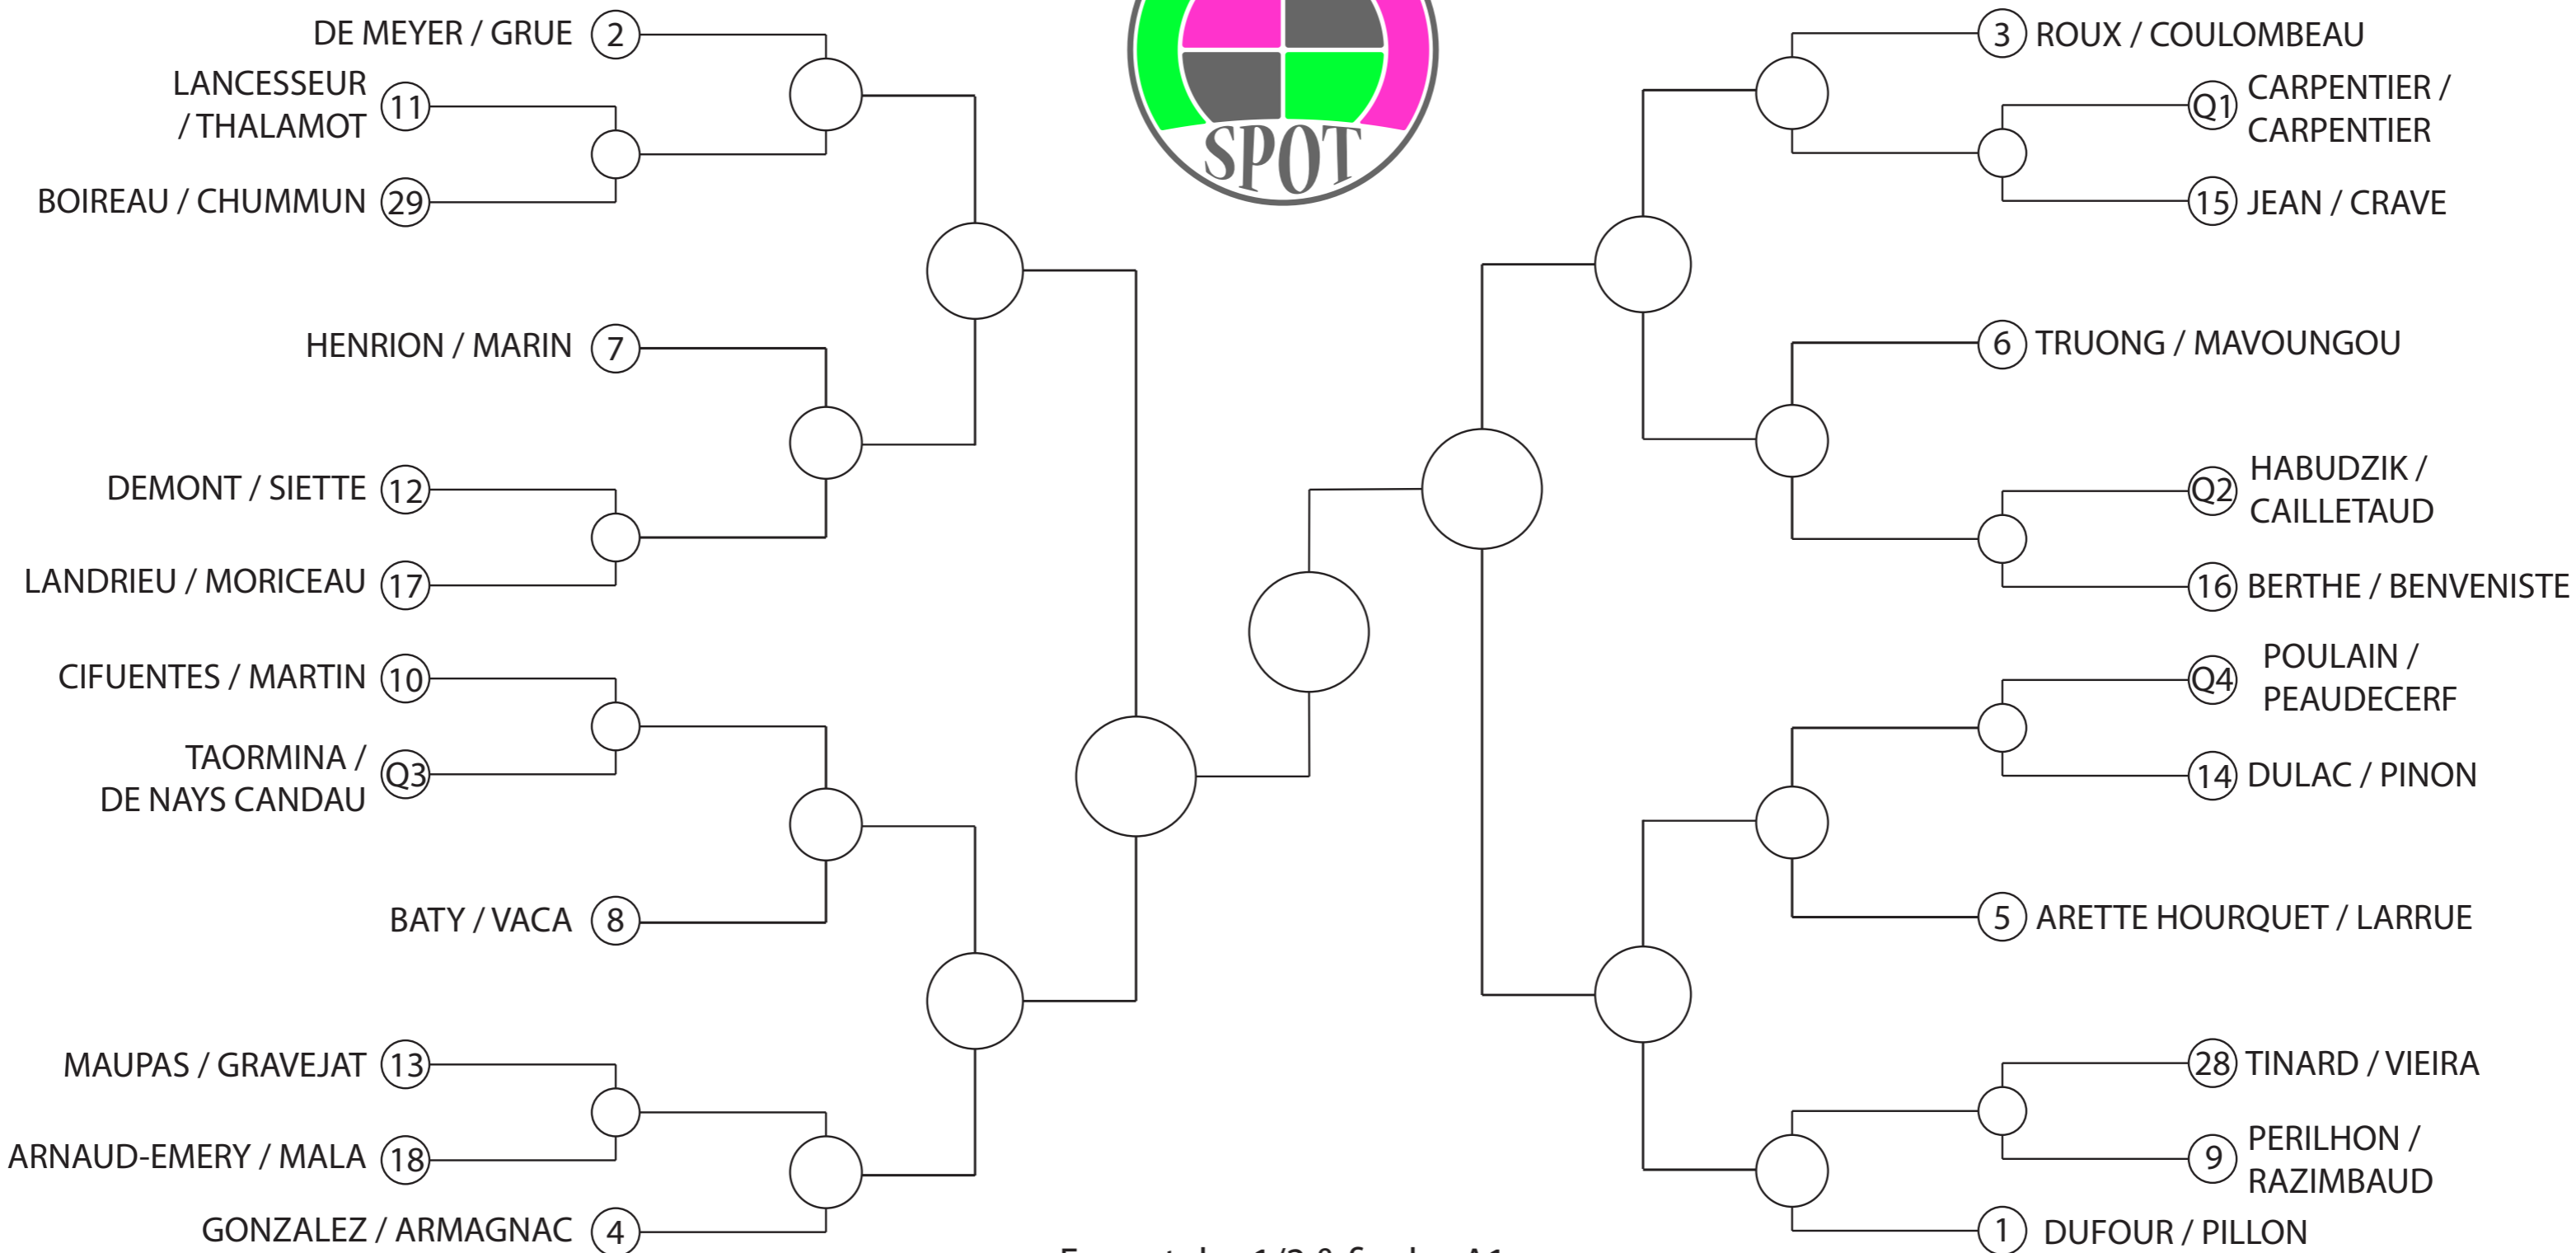 DE MEYER / GRUE 2
LANCESSEUR
/ THALAMOT 11
BOIREAU / CHUMMUN 29
HENRION / MARIN 7
DEMONT / SIETTE 12
LANDRIEU / MORICEAU 17
CIFUENTES / MARTIN 10
TAORMINA /
DE NAYS CANDAU Q3
BATY / VACA 8
MAUPAS / GRAVEJAT 13
ARNAUD-EMERY / MALA 18
GONZALEZ / ARMAGNAC 4
SPOT
3 ROUX / COULOMBEAU
Q1 CARPENTIER /
CARPENTIER
15 JEAN / CRAVE
6 TRUONG / MAVOUNGOU
Q2 HABUDZIK /
CAILLETAUD
16 BERTHE / BENVENISTE
Q4 POULAIN /
PEAUDECERF
14 DULAC / PINON
5 ARETTE HOURQUET / LARRUE
28 TINARD / VIEIRA
9 PERILHON /
RAZIMBAUD
1 DUFOUR / PILLON